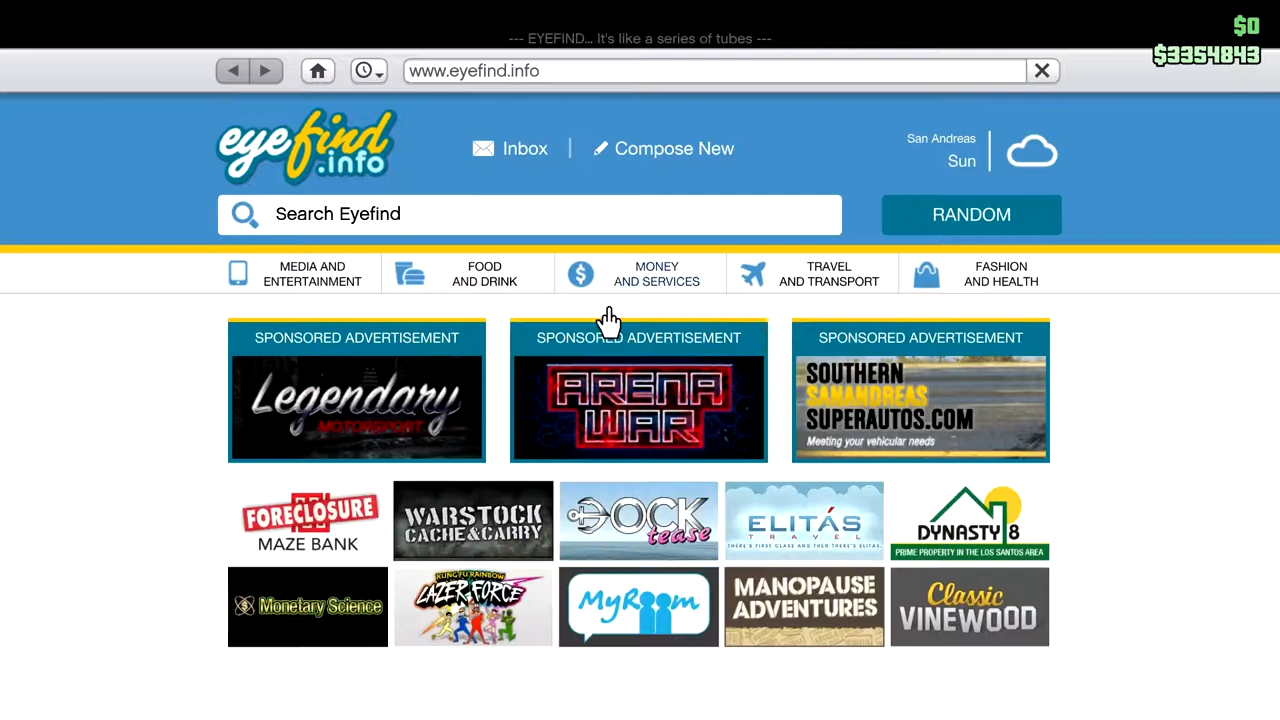 --- EYEFIND... It's like a series of tubes ---
$0
$3354843
www.eyefind.info
eyefind
.info
Inbox
Compose New
San Andreas
Sun
Search Eyefind
RANDOM
MEDIA AND
ENTERTAINMENT
FOOD
AND DRINK
MONEY
AND SERVICES
TRAVEL
AND TRANSPORT
FASHION
AND HEALTH
SPONSORED ADVERTISEMENT
Legendary
MOTORSPORT
SPONSORED ADVERTISEMENT
ARENA
WAR
SPONSORED ADVERTISEMENT
SOUTHERN
SANANDREAS
SUPERAUTOS.COM
Meeting your vehicular needs
FORECLOSURE
MAZE BANK
WARSTOCK
CACHE & CARRY
DOCK
tease
ELITÁS
TRAVEL
THERE'S FIRST CLASS AND THEN THERE'S ELITAS.
DYNASTY 8
PRIME PROPERTY IN THE LOS SANTOS AREA
Monetary Science
KUNG FU RAINBOW
LAZER FORCE
MyRoom
MANOPAUSE
ADVENTURES
Classic
VINEWOOD